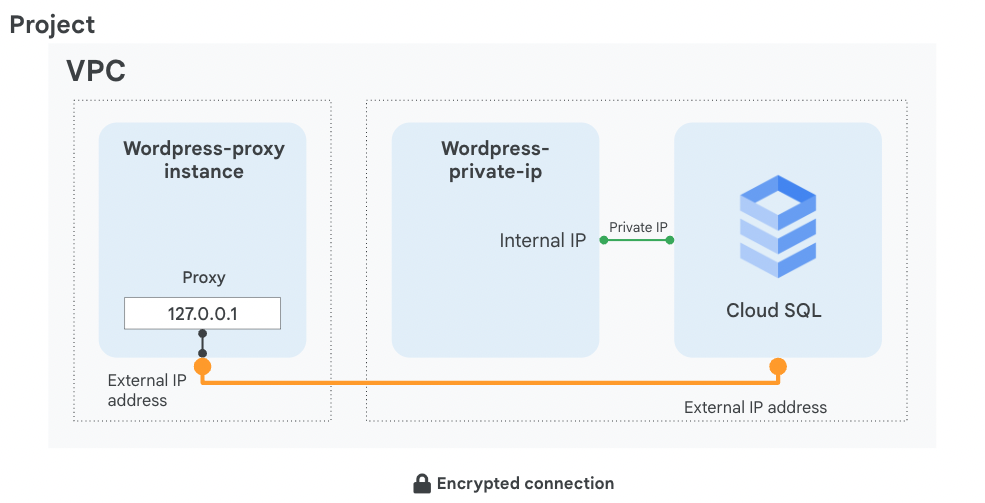 Project
VPC
Wordpress-proxy
instance
Proxy
127.0.0.1
External IP
address
Wordpress-
private-ip
Internal IP
Private IP
Cloud SQL
External IP address
Encrypted connection